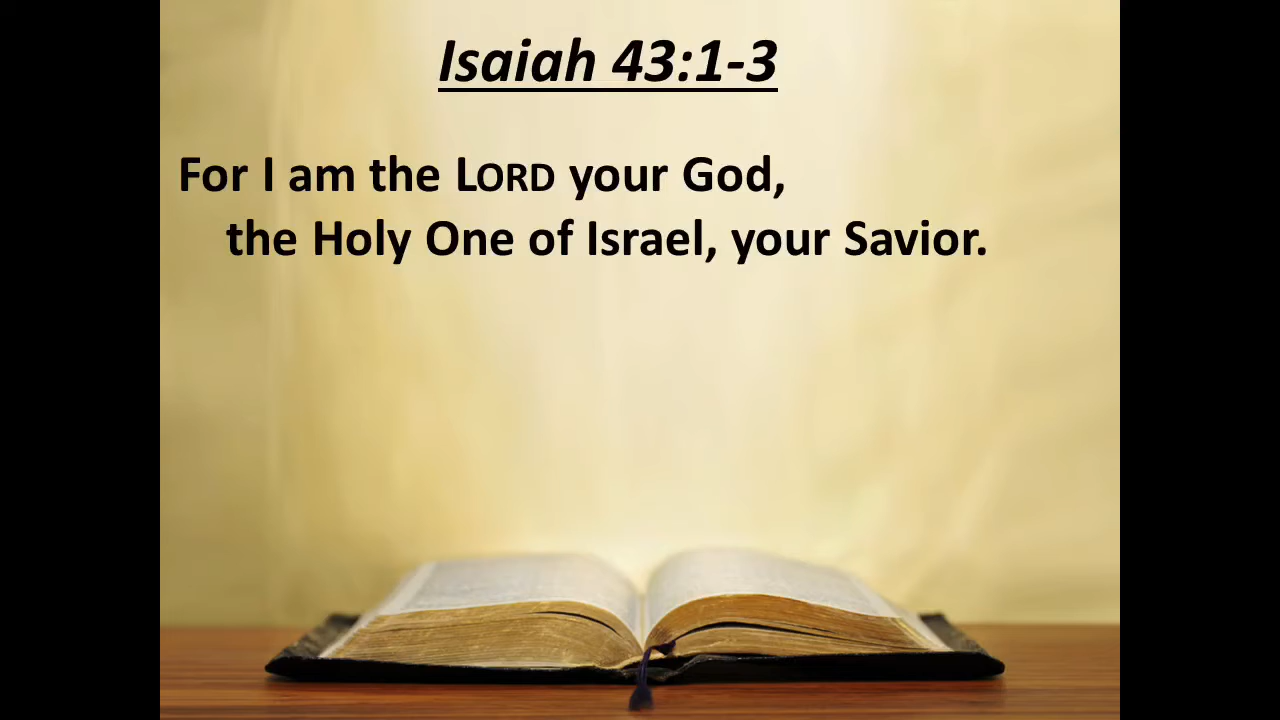 Isaiah 43:1-3
For I am the LORD your God,
the Holy One of Israel, your Savior.